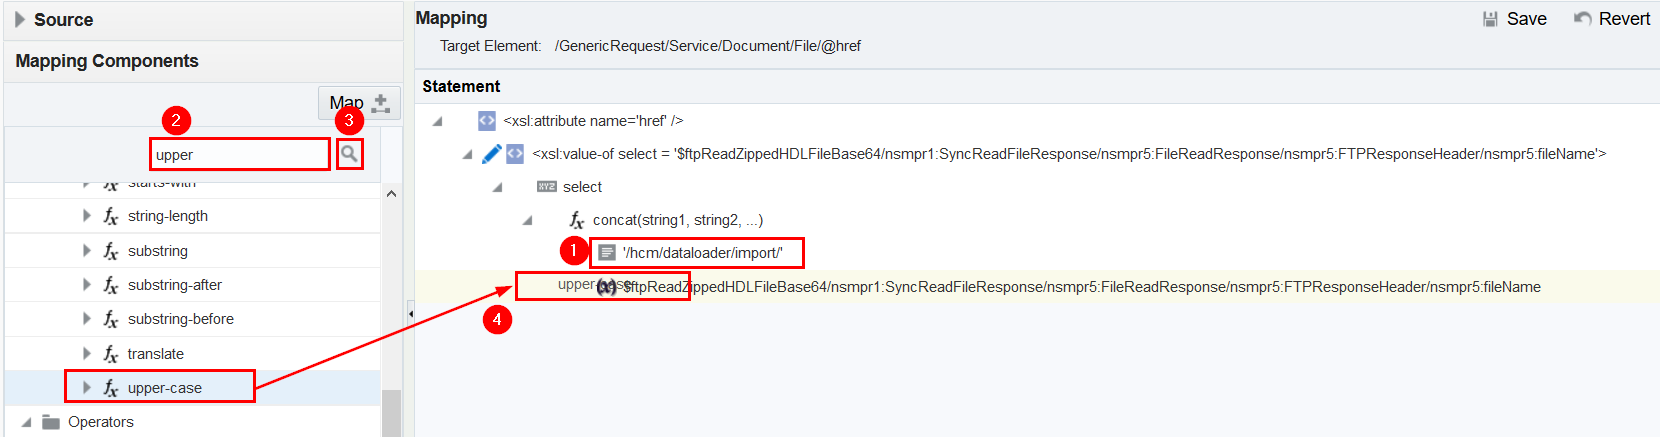 Source
Mapping Components
Map
2
3
upper
starts-with
string-length
substring
substring-after
substring-before
translate
upper-case
Operators
Mapping
Save
Revert
Target Element: /GenericRequest/Service/Document/File/@href
Statement
<xsl:attribute name='href' />
<xsl:value-of select = '$ftpReadZippedHDLFileBase64/nsmpr1:SyncReadFileResponse/nsmpr5:FileReadResponse/nsmpr5:FTPResponseHeader/nsmpr5:fileName'>
XYZ select
fx concat(string1, string2, ...)
1
'/hcm/dataloader/import/'
upper-case
(x) $ftpReadZippedHDLFileBase64/nsmpr1:SyncReadFileResponse/nsmpr5:FileReadResponse/nsmpr5:FTPResponseHeader/nsmpr5:fileName
4